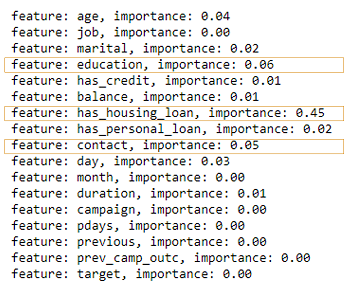 feature: age, importance: 0.04
feature: job, importance: 0.00
feature: marital, importance: 0.02
feature: education, importance: 0.06
feature: has_credit, importance: 0.01
feature: balance, importance: 0.01
feature: has_housing_loan, importance: 0.45
feature: has_personal_loan, importance: 0.02
feature: contact, importance: 0.05
feature: day, importance: 0.03
feature: month, importance: 0.00
feature: duration, importance: 0.01
feature: campaign, importance: 0.00
feature: pdays, importance: 0.00
feature: previous, importance: 0.00
feature: prev_camp_outc, importance: 0.00
feature: target, importance: 0.00